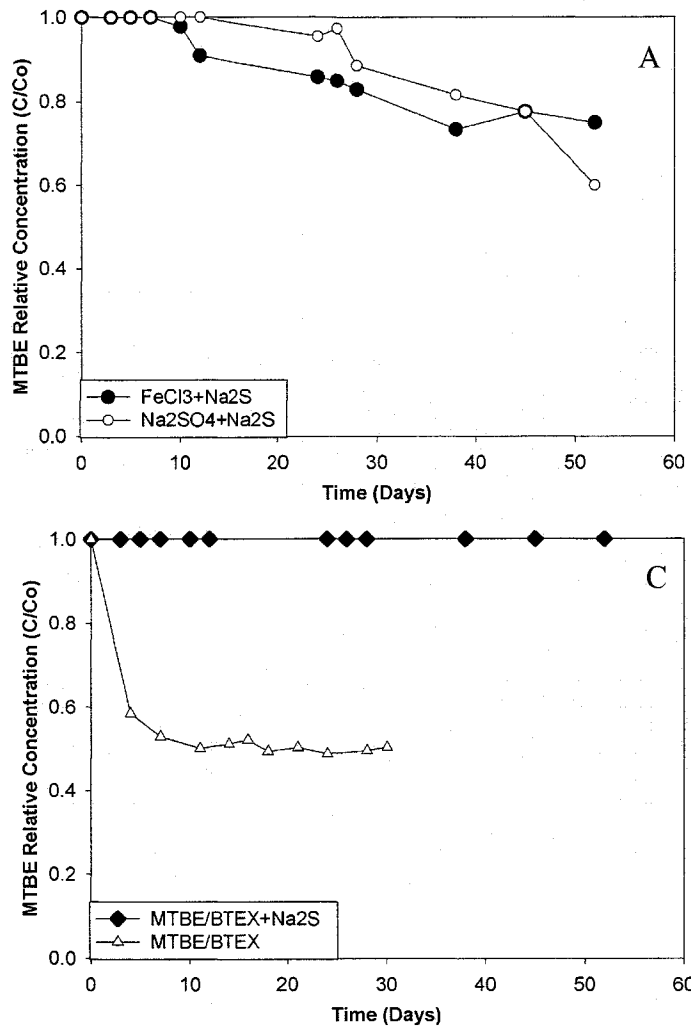 1.0
0.8
0.6
0.4
0.2
0.0
MTBE Relative Concentration (C/Co)
A
FeCl3+Na2S
Na2SO4+Na2S
0 10 20 30 40 50 60
Time (Days)
1.0
0.8
0.6
0.4
0.2
0.0
MTBE Relative Concentration (C/Co)
C
MTBE/BTEX+Na2S
MTBE/BTEX
0 10 20 30 40 50 60
Time (Days)